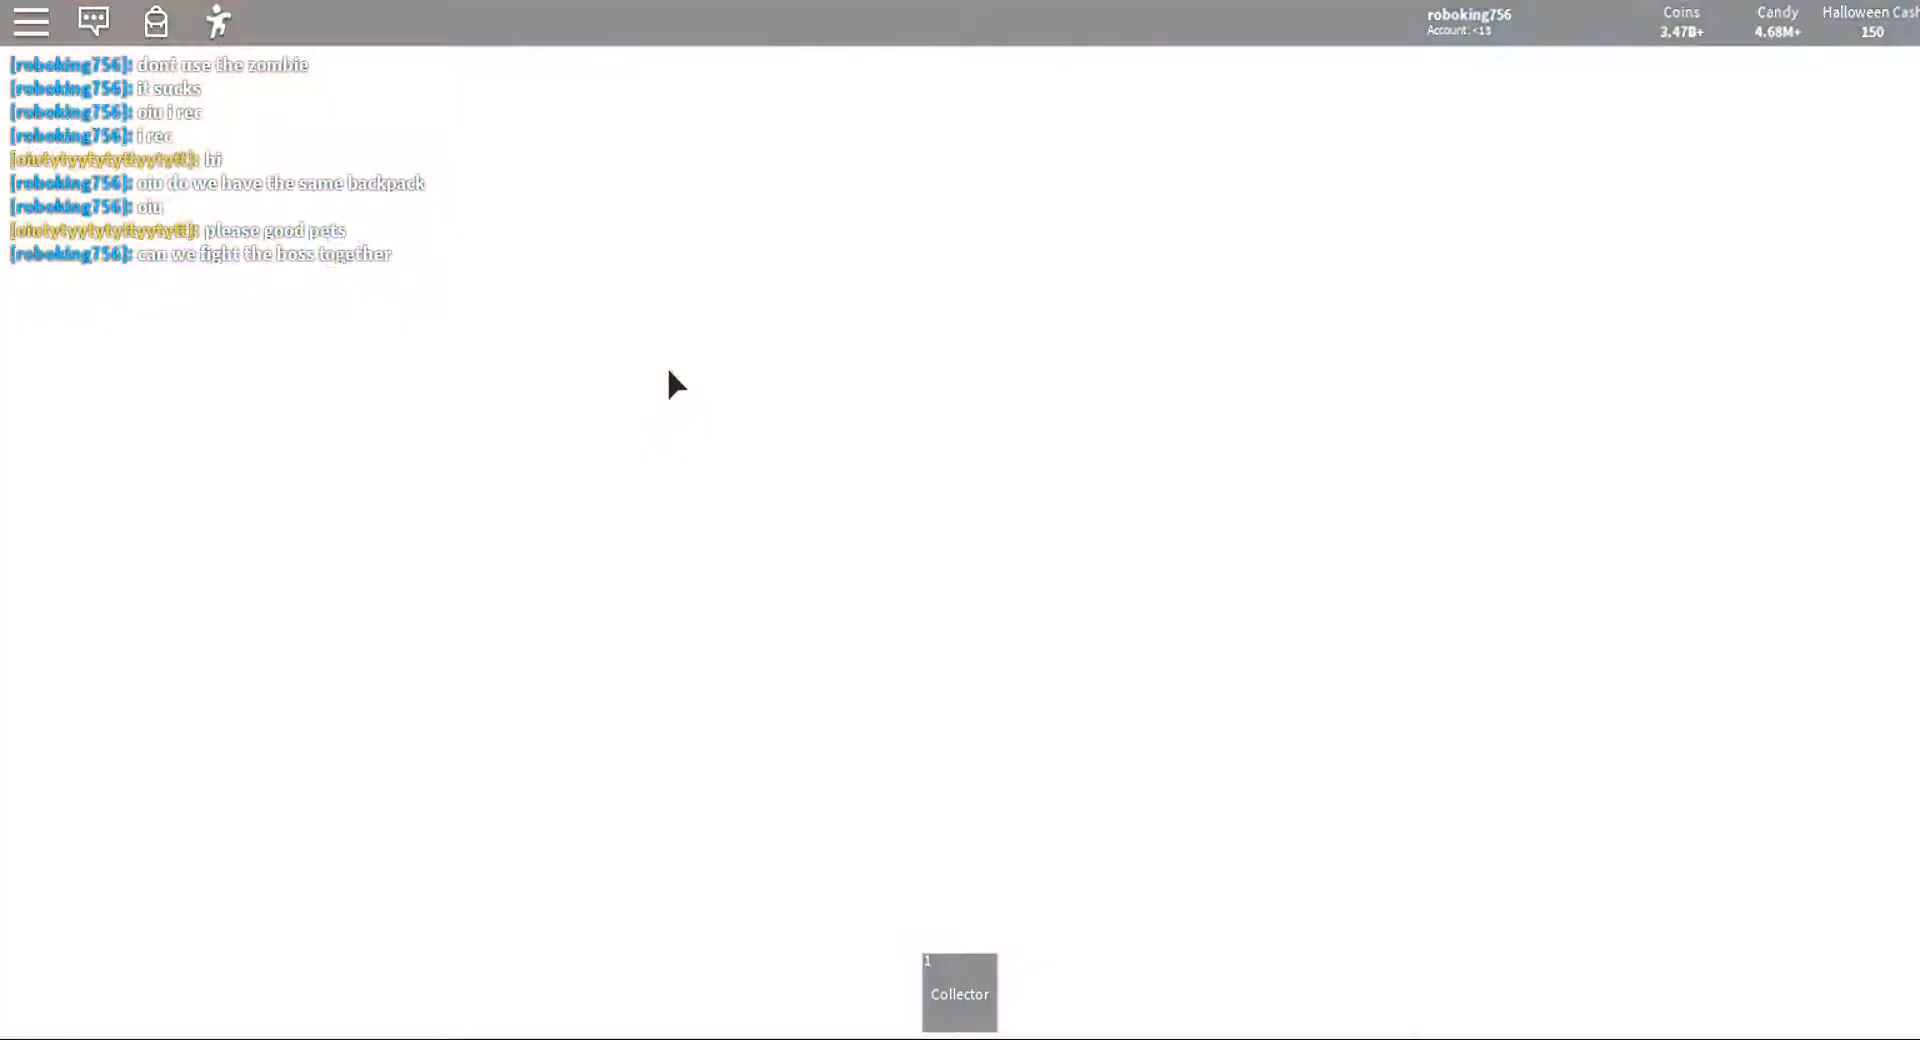 roboking756
Account: <13
Coins
3.47B+
Candy
4.68M+
Halloween Cash
150
[roboking756]: dont use the zombie
[roboking756]: it sucks
[roboking756]: oiu i rec
[roboking756]: i rec
hi
[roboking756]: oiu do we have the same backpack
[roboking756]: oiu
please good pets
[roboking756]: can we fight the boss together
1
Collector